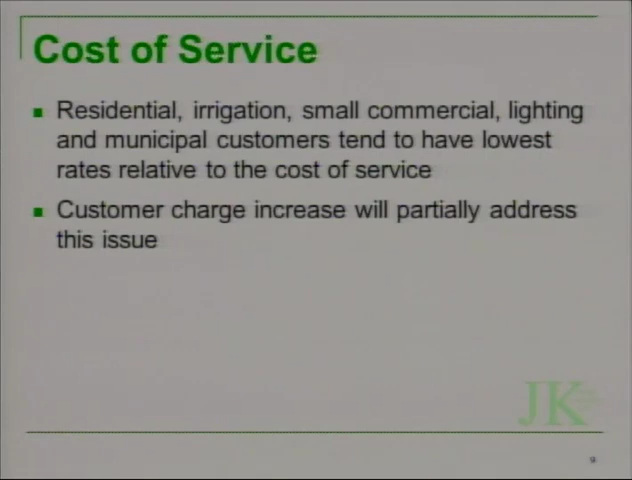 Cost of Service
Residential, irrigation, small commercial, lighting
and municipal customers tend to have lowest
rates relative to the cost of service
Customer charge increase will partially address
this issue
JK
9